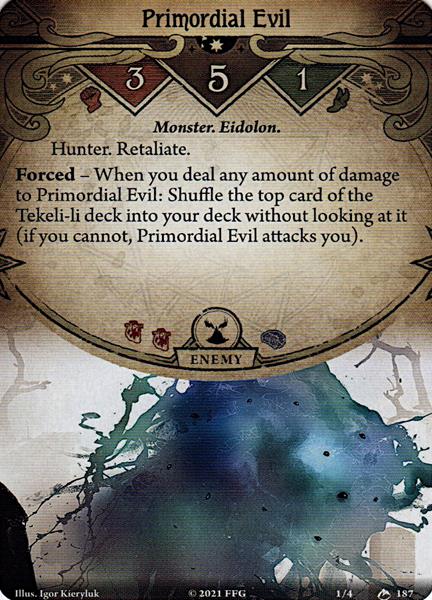 Primordial Evil
3 5 1
Monster. Eidolon.
Hunter. Retaliate.
Forced – When you deal any amount of damage
to Primordial Evil: Shuffle the top card of the
Tekeli-li deck into your deck without looking at it
(if you cannot, Primordial Evil attacks you).
ENEMY
Illus. Igor Kieryluk © 2021 FFG 1/4 187